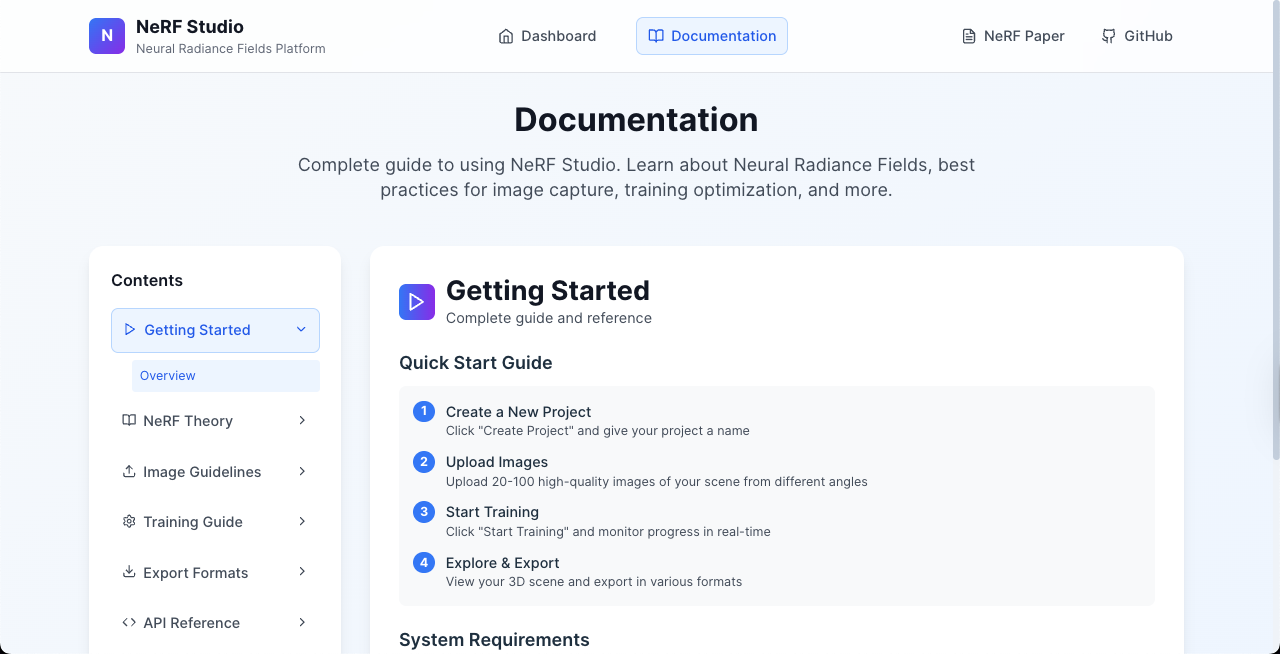 N
NeRF Studio
Neural Radiance Fields Platform
Dashboard
Documentation
NeRF Paper
GitHub
Documentation
Complete guide to using NeRF Studio. Learn about Neural Radiance Fields, best
practices for image capture, training optimization, and more.
Contents
Getting Started
Overview
NeRF Theory
Image Guidelines
Training Guide
Export Formats
API Reference
Getting Started
Complete guide and reference
Quick Start Guide
1
Create a New Project
Click "Create Project" and give your project a name
2
Upload Images
Upload 20-100 high-quality images of your scene from different angles
3
Start Training
Click "Start Training" and monitor progress in real-time
4
Explore & Export
View your 3D scene and export in various formats
System Requirements